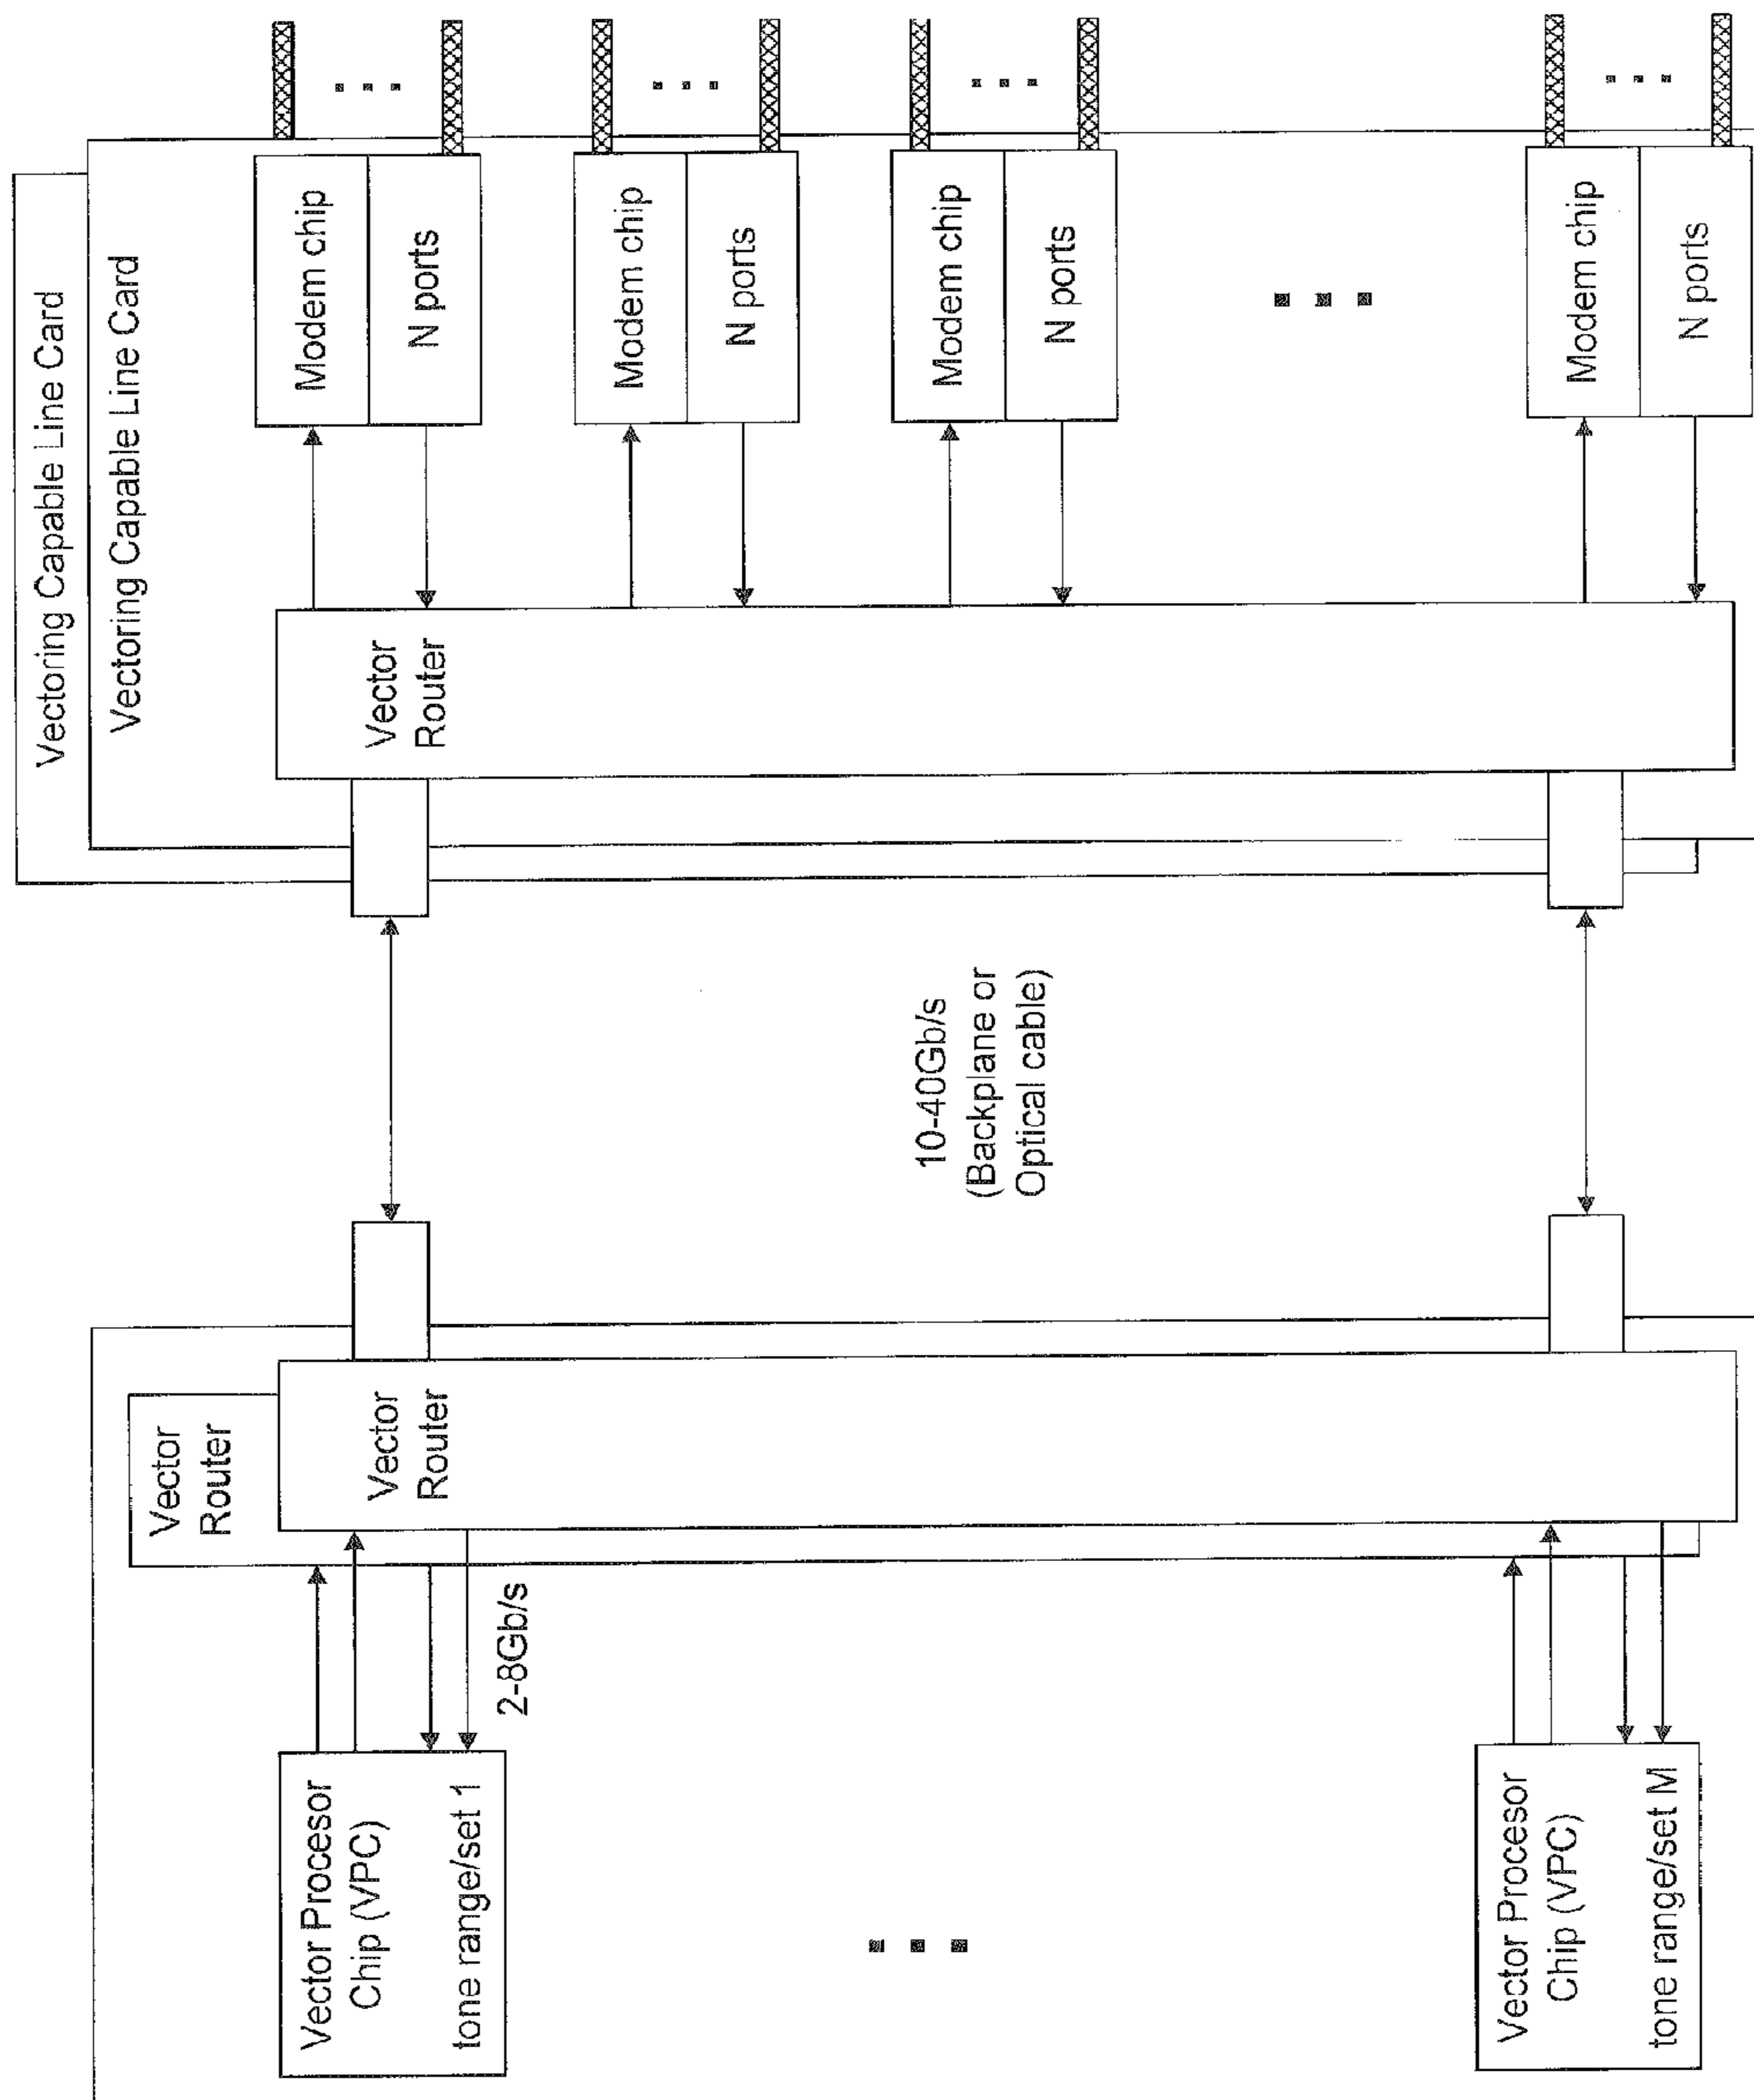 Vectoring Capable Line Card
Vectoring Capable Line Card
Modem chip
N ports
Modem chip
N ports
Modem chip
N ports
Modem chip
N ports
Vector
Router
10-40Gb/s
(Backplane or
Optical cable)
Vector
Router
Vector
Router
2-8Gb/s
Vector Procesor
Chip (VPC)
tone range/set 1
Vector Procesor
Chip (VPC)
tone range/set M